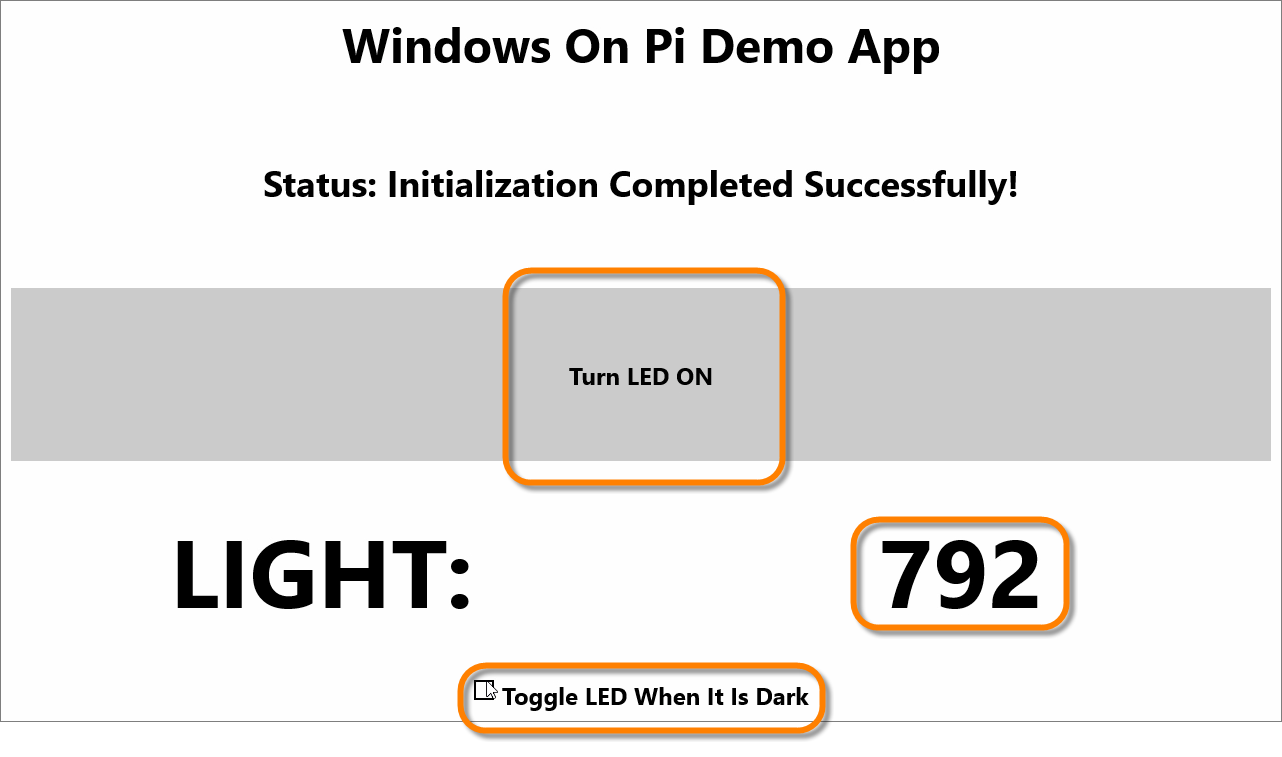 Windows On Pi Demo App
Status: Initialization Completed Successfully!
Turn LED ON
LIGHT: 792
Toggle LED When It Is Dark